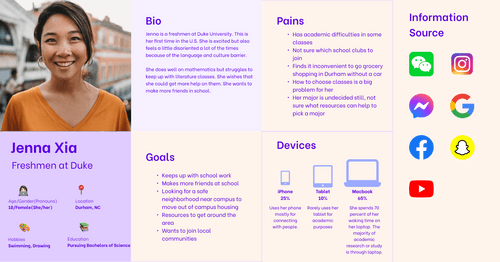 Bio
Jenna is a freshmen at Duke University. This is
her first time in the U.S. She is excited but also
feels a little disoriented a lot of the times
because of the language and culture barrier.
She does well on mathematics but struggles to
keep up with literature classes. She wishes that
she could get more help on them. She wants to
make more friends in school.
Pains
Has academic difficulties in some
classes
Not sure which school clubs to
join
Finds it inconvenient to go grocery
shopping in Durham without a car
How to choose classes is a big
problem for her
Her major is undecided still, not
sure what resources can help to
pick a major
Information
Source
Jenna Xia
Freshmen at Duke
Age/Gender(Pronouns)
18/Female(She/her)
Location
Durham, NC
Hobbies
Swimming, Drawing
Education
Pursuing Bachelors of Science
Goals
Keeps up with school work
Makes more friends at school
Looking for a safe
neighborhood near campus to
move out of campus housing
Resources to get around the
area
Wants to join local
communities
Devices
iPhone
25%
Uses her phone
mostly for
connecting
with people.
Tablet
10%
Rarely uses her
tablet for
academic
purposes
Macbook
65%
She spends 70
percent of her
waking time on
her laptop. The
majority of
academic
research or study
is through laptop.